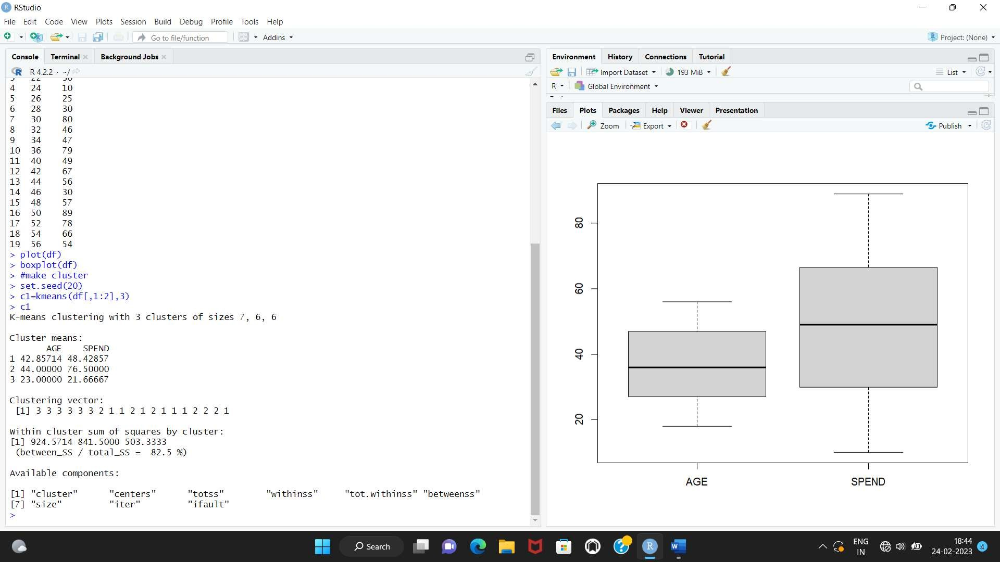 RStudio
File Edit Code View Plots Session Build Debug Profile Tools Help
Go to file/function Addins Project: (None)
Console Terminal Background Jobs
R 4.2.2 · ~/
4 24 10
5 26 25
6 28 30
7 30 80
8 32 46
9 34 47
10 36 79
11 40 49
12 42 67
13 44 56
14 46 30
15 48 57
16 50 89
17 52 78
18 54 66
19 56 54
> plot(df)
> boxplot(df)
> #make cluster
> set.seed(20)
> c1=kmeans(df[,1:2],3)
> c1
K-means clustering with 3 clusters of sizes 7, 6, 6
Cluster means:
AGE SPEND
1 42.85714 48.42857
2 44.00000 76.50000
3 23.00000 21.66667
Clustering vector:
[1] 3 3 3 3 3 3 2 1 1 2 1 2 1 1 1 2 2 2 1
Within cluster sum of squares by cluster:
[1] 924.5714 841.5000 503.3333
(between_SS / total_SS = 82.5 %)
Available components:
[1] "cluster" "centers" "totss" "withinss" "tot.withinss" "betweenss"
[7] "size" "iter" "ifault"
>
Environment History Connections Tutorial
Import Dataset 193 MiB List
R Global Environment
Files Plots Packages Help Viewer Presentation
Zoom Export Publish
80
60
40
20
AGE SPEND
Search
ENG
IN
18:44
24-02-2023
4